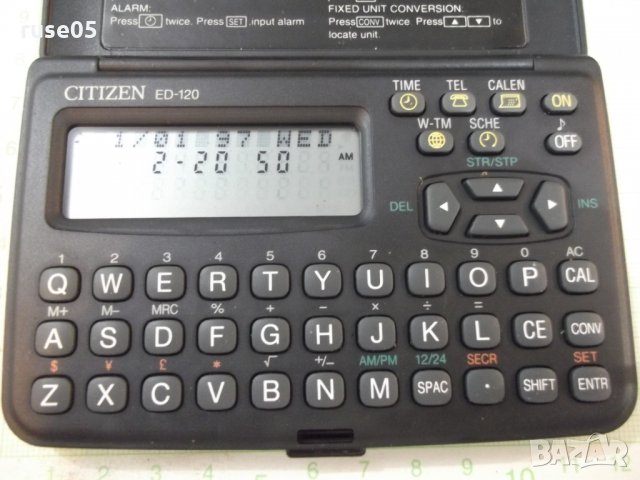 ruse05
ALARM:
Press twice. Press SET, input alarm
FIXED UNIT CONVERSION:
Press CONV twice. Press ▲ ▼ to
locate unit.
CITIZEN ED-120
TIME TEL CALEN
ON
W-TM SCHE ♪
OFF
1/01 97 WED
2-20 50 AM
STR/STP
▲
DEL ◄ ► INS
▼
1 2 3 4 5 6 7 8 9 0 AC
Q W E R T Y U I O P CAL
M+ M– MRC % + − × ÷ =
A S D F G H J K L CE CONV
$ ¥ £ * √ +/− AM/PM 12/24 SECR SET
Z X C V B N M SPAC . SHIFT ENTR
BAZAR